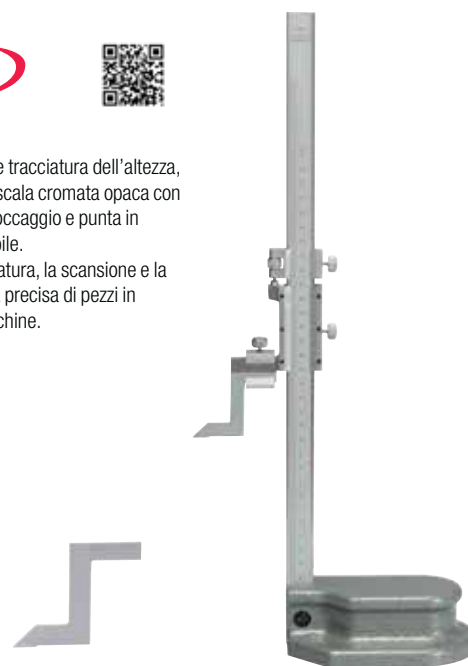 e tracciatura dell'altezza,
scala cromata opaca con
occaggio e punta in
bile.
atura, la scansione e la
precisa di pezzi in
chine.